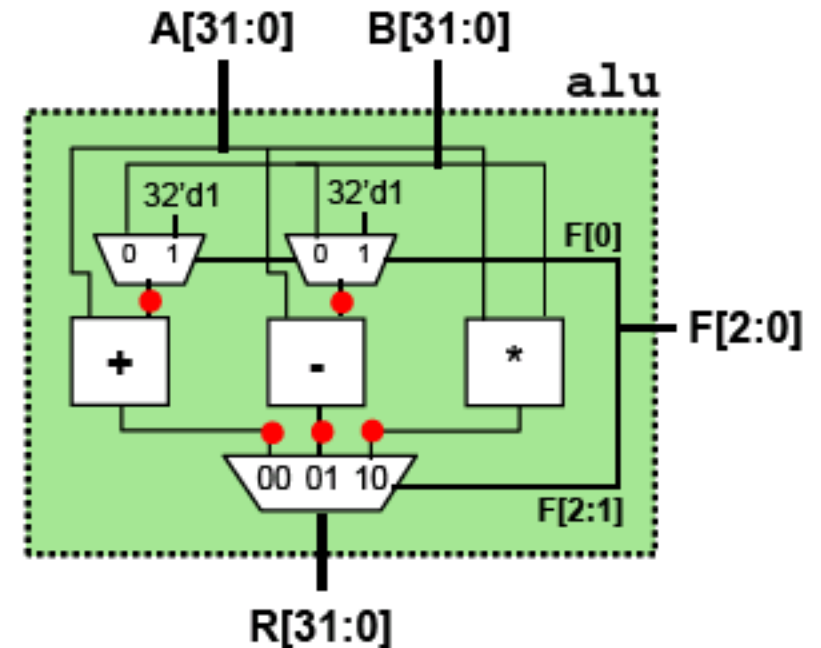 A[31:0] B[31:0]
alu
32'd1 32'd1
0 1 0 1
F[0]
F[2:0]
+ - *
00 01 10
F[2:1]
R[31:0]